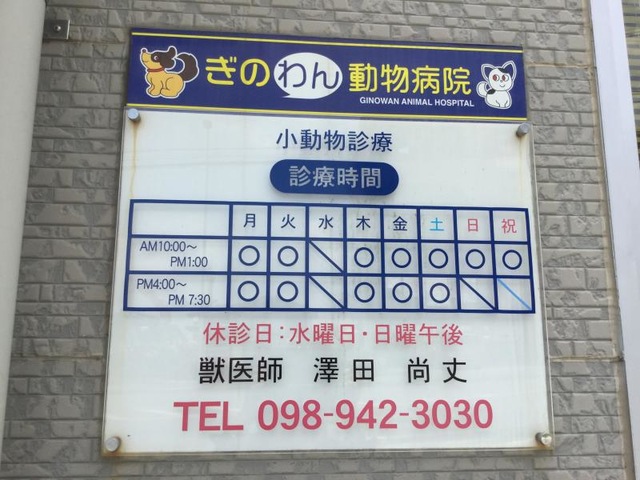 ぎのわん動物病院
GINOWAN ANIMAL HOSPITAL
小動物診療
診療時間
月 火 水 木 金 土 日 祝
AM10:00～ PM1:00 ○ ○ \ ○ ○ ○ ○ ○
PM4:00～ PM 7:30 ○ ○ \ ○ ○ ○ \ \
休診日:水曜日・日曜午後
獣医師 澤田 尚丈
TEL 098-942-3030